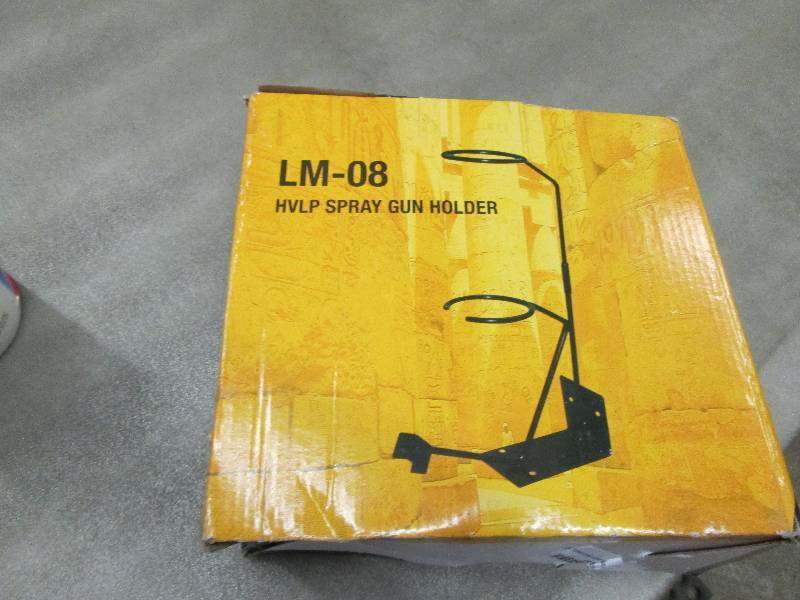 LM-08
HVLP SPRAY GUN HOLDER